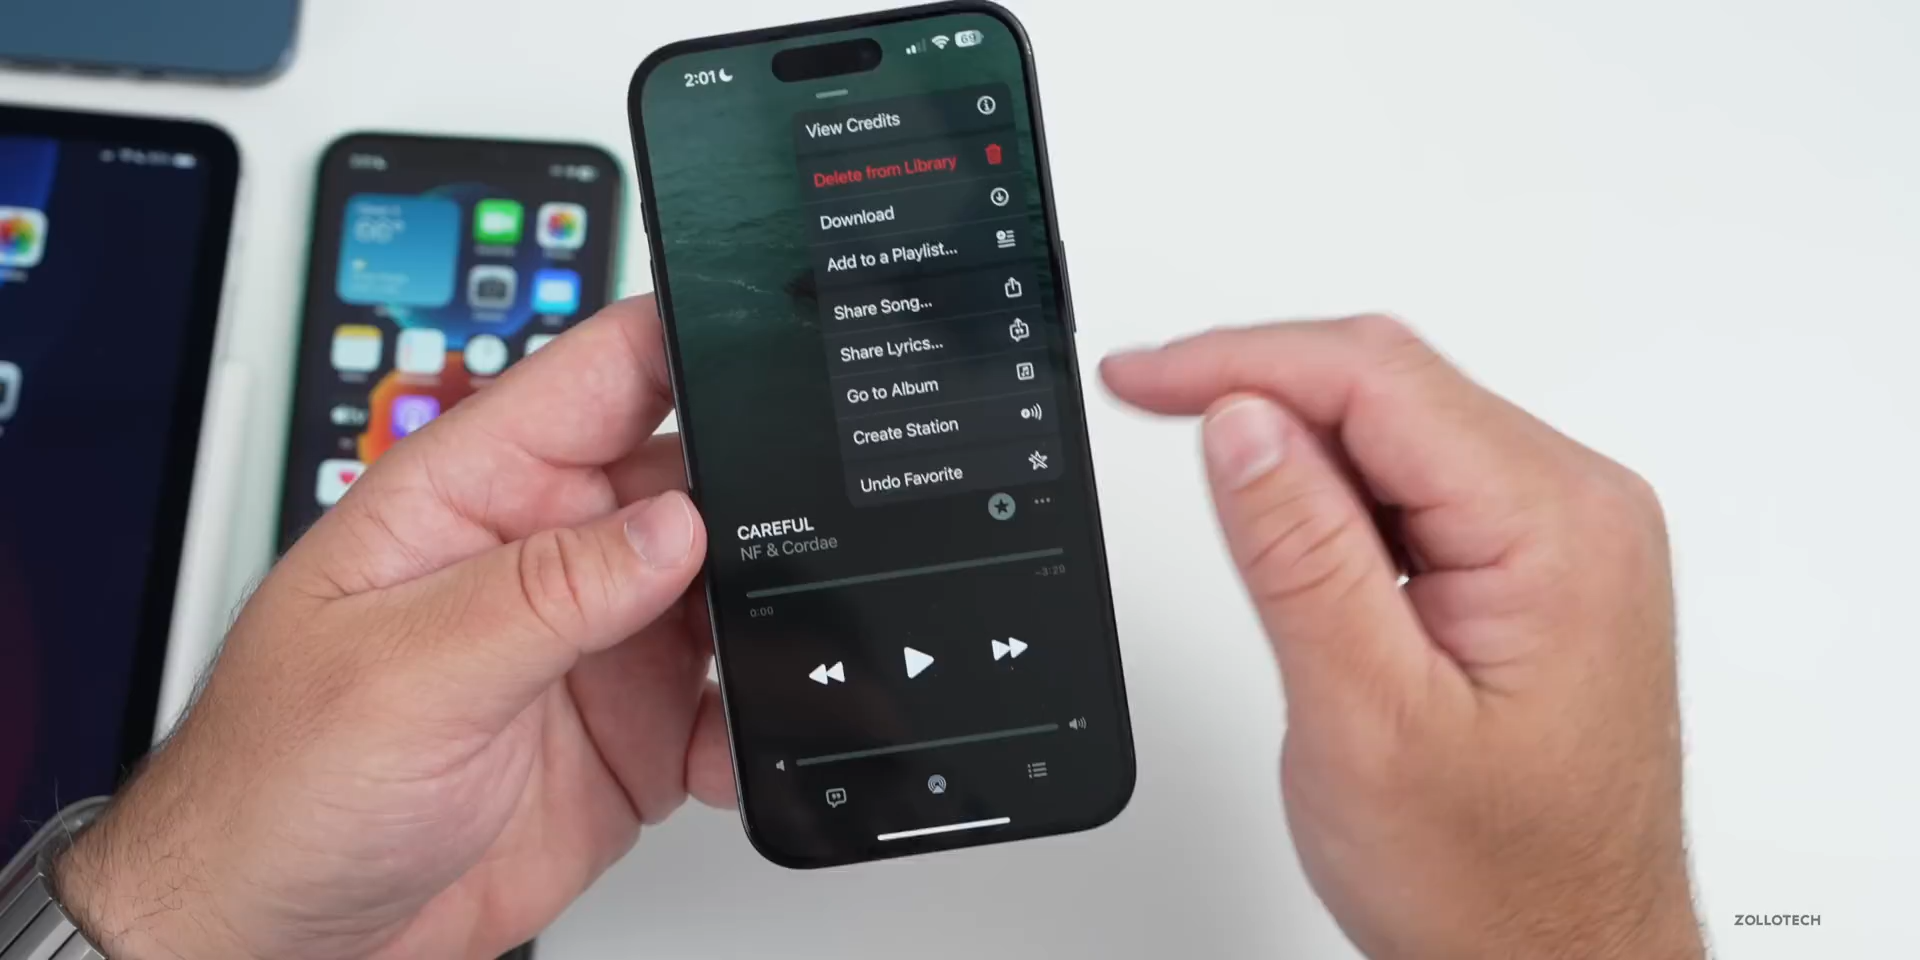 2:01
69
View Credits
Delete from Library
Download
Add to a Playlist...
Share Song...
Share Lyrics...
Go to Album
Create Station
Undo Favorite
CAREFUL
NF & Cordae
0:00
-3:20
ZOLLOTECH